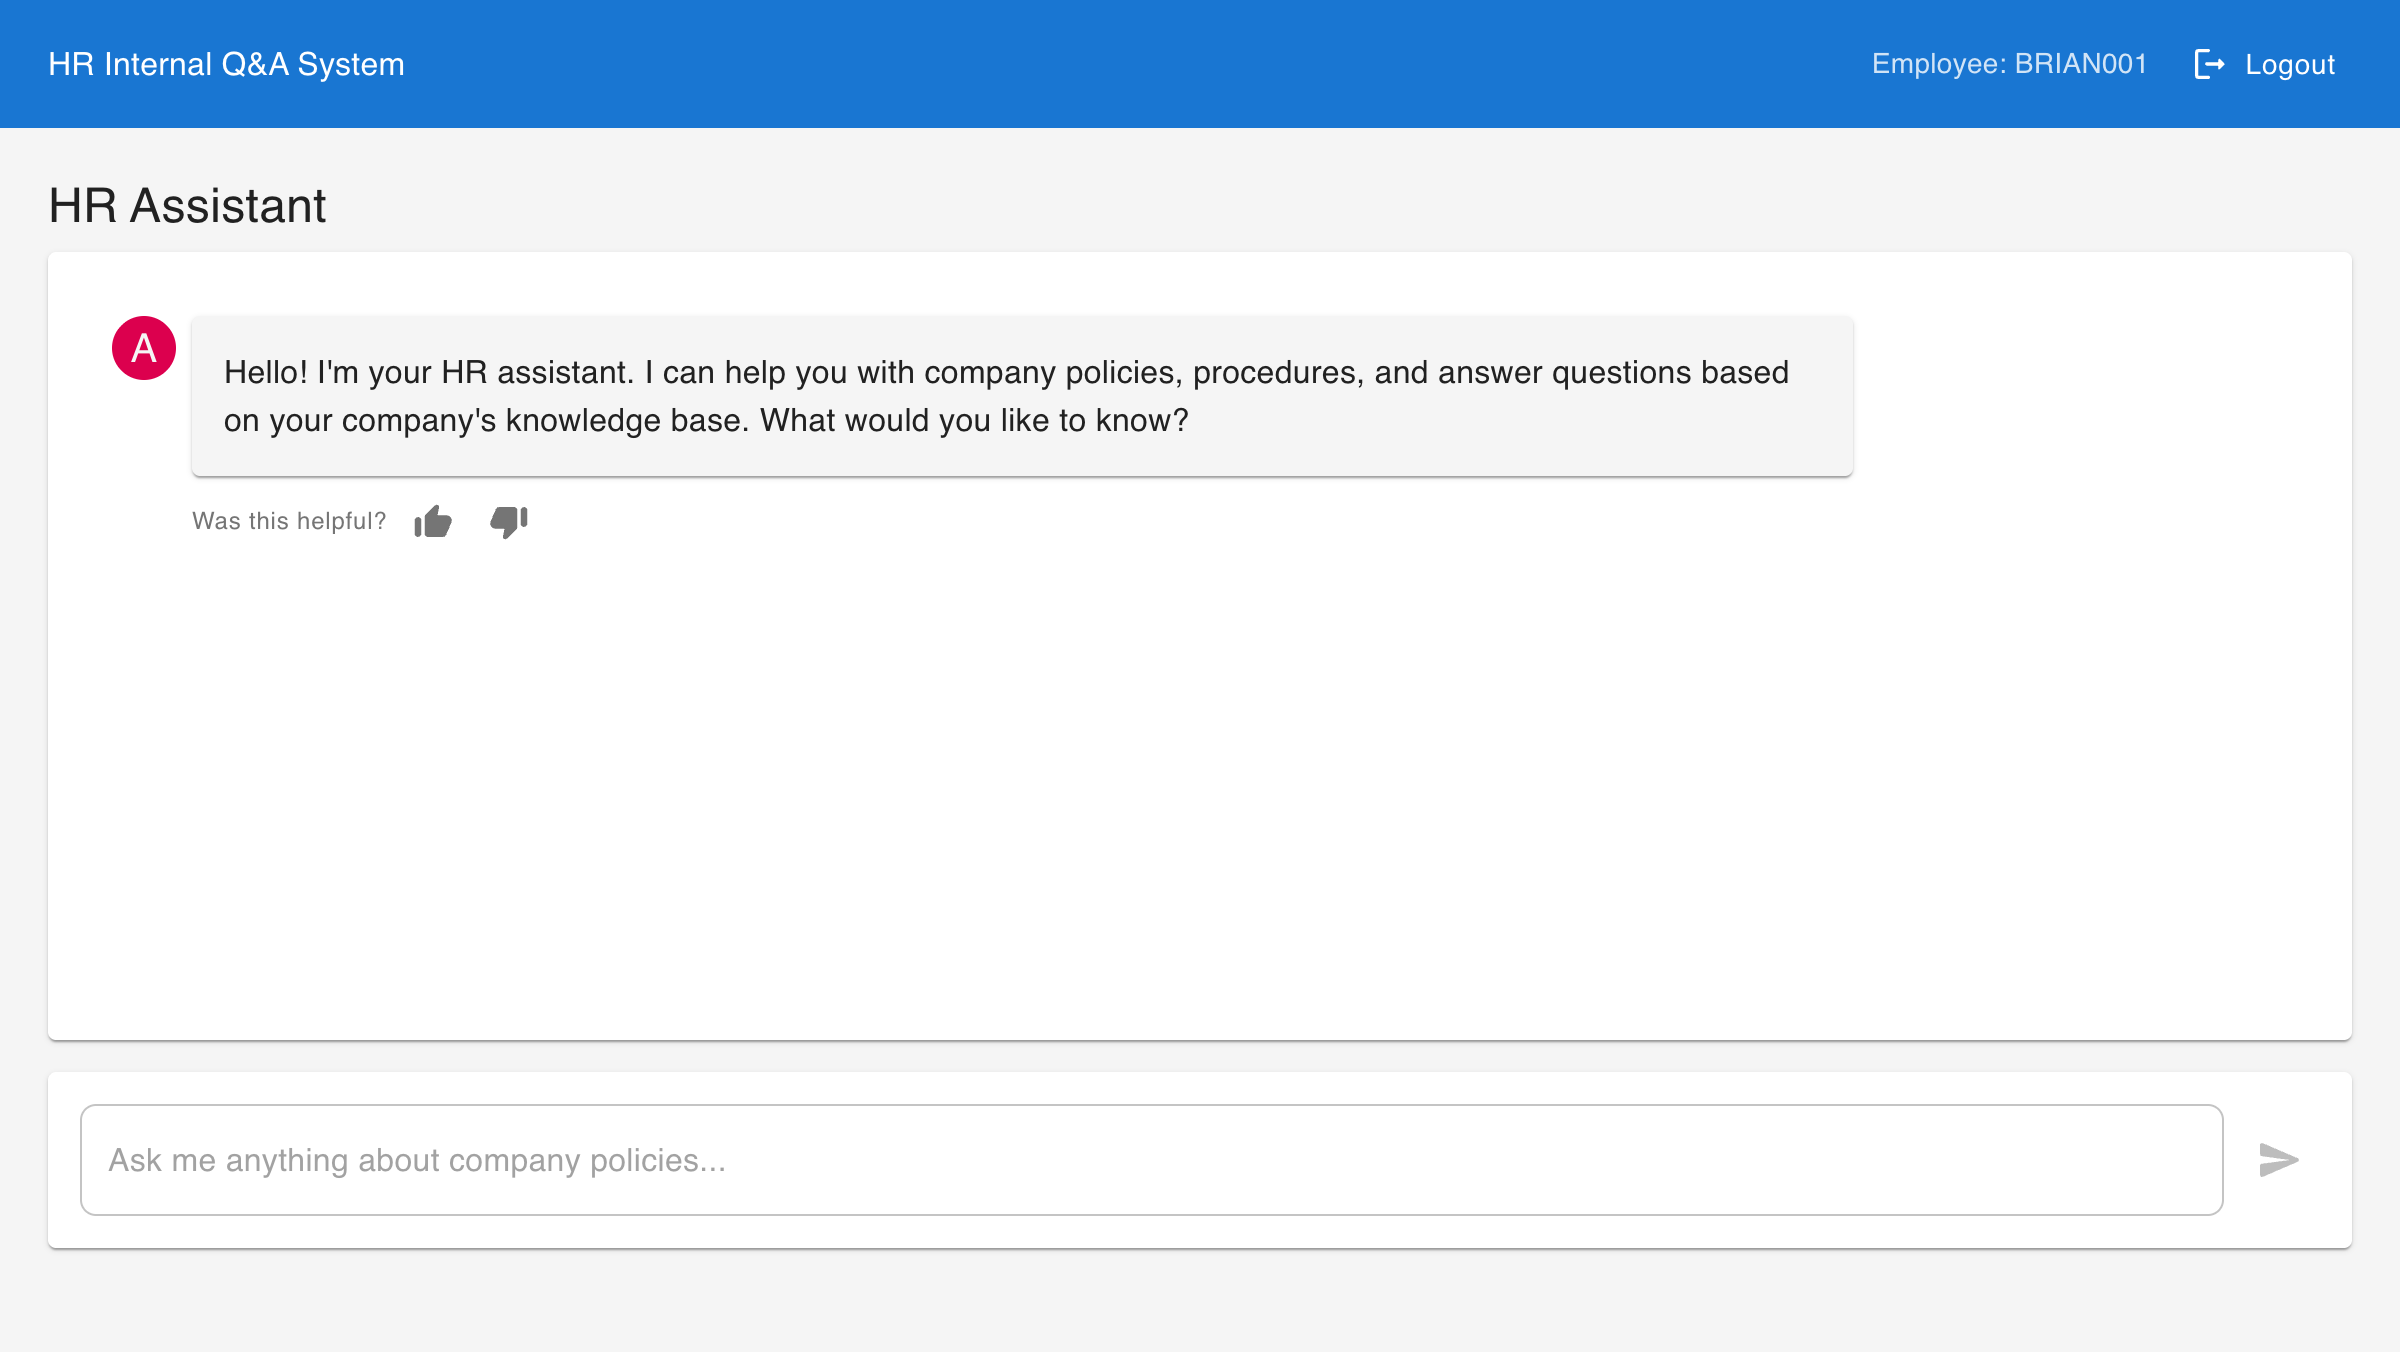 HR Internal Q&A System
Employee: BRIAN001
Logout
HR Assistant
A
Hello! I'm your HR assistant. I can help you with company policies, procedures, and answer questions based
on your company's knowledge base. What would you like to know?
Was this helpful?
Ask me anything about company policies...